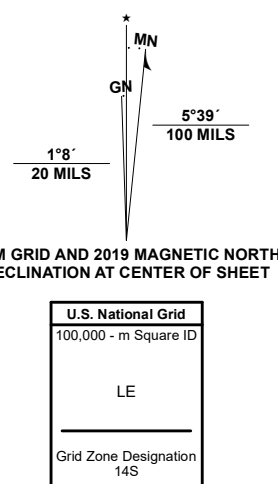 ★
MN
GN
5°39´
100 MILS
1°8´
20 MILS
M GRID AND 2019 MAGNETIC NORTH
ECLINATION AT CENTER OF SHEET
U.S. National Grid
100,000 - m Square ID
LE
Grid Zone Designation
14S